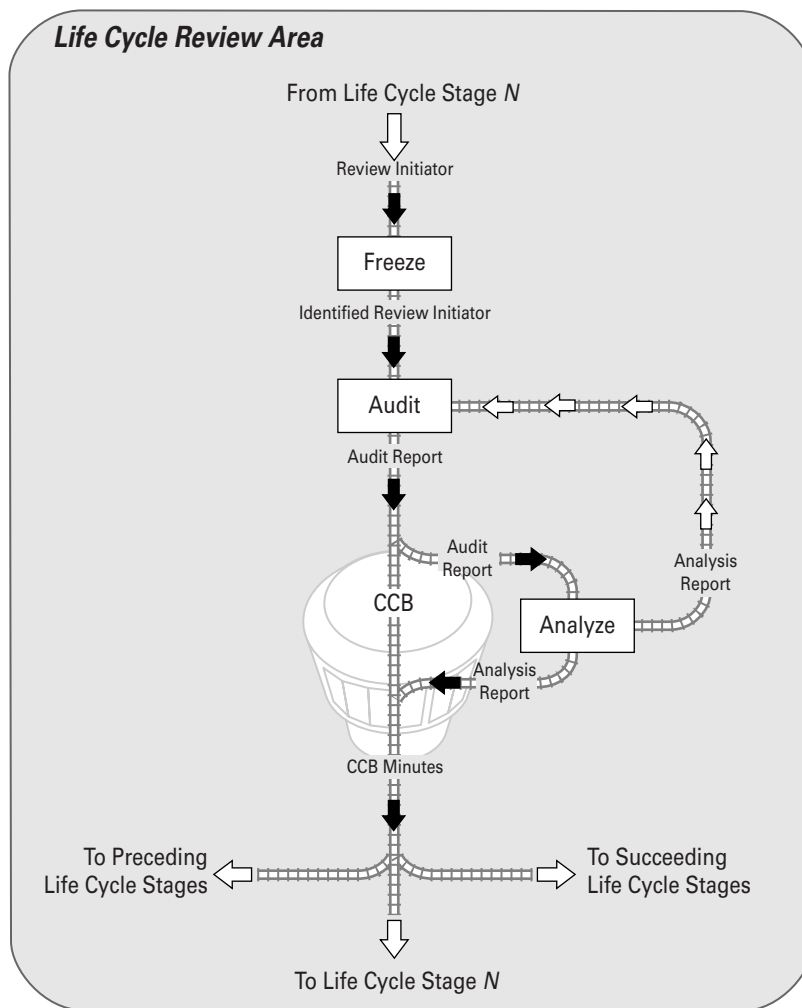 Life Cycle Review Area
From Life Cycle Stage N
Review Initiator
Freeze
Identified Review Initiator
Audit
Audit Report
Audit
Report
Analysis
Report
CCB
Analyze
Analysis
Report
CCB Minutes
To Preceding
Life Cycle Stages
To Succeeding
Life Cycle Stages
To Life Cycle Stage N